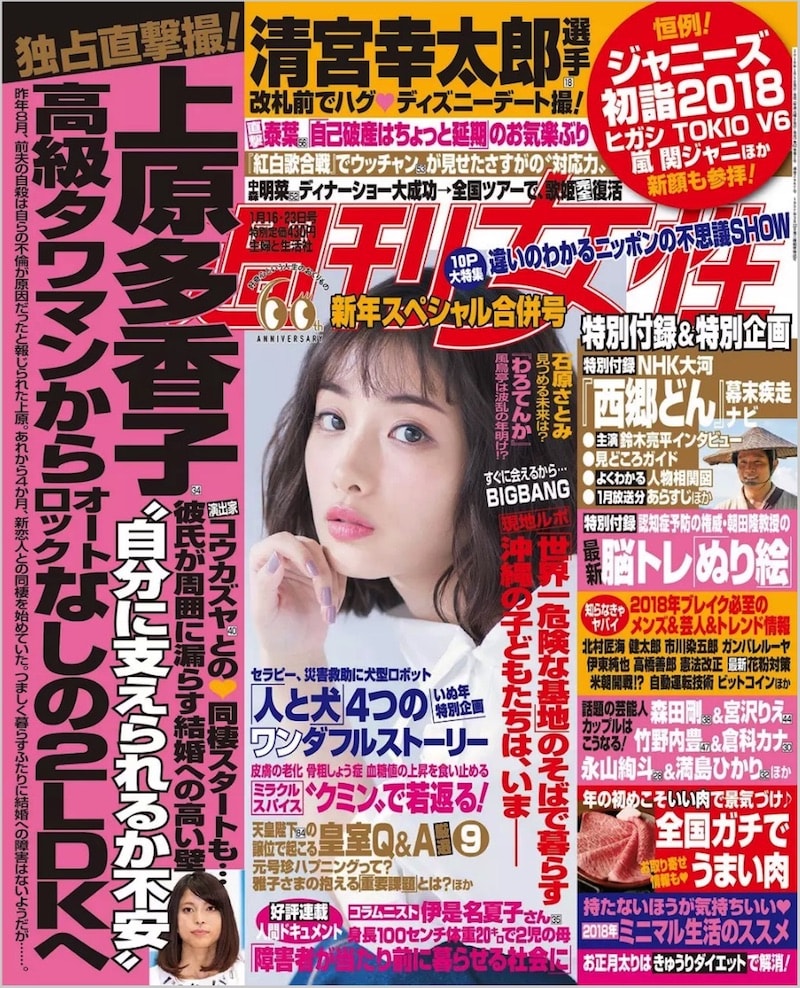 独占直撃撮!
上原多香子
34
高級タワマンから
オートロックなしの2LDKへ
〝自分に支えられるか不安〟
演出家
コウカズヤとの♥同棲スタートも…
40
彼氏が周囲に漏らす結婚への高い壁
昨年8月、前夫の自殺は自らの不倫が原因だったと報じられた上原。あれから4か月、新恋人との同棲を始めていた。つましく暮らすふたりに結婚への障害はないようだが……。
清宮幸太郎選手
18
改札前でハグ♥ディズニーデート撮!
直撃 泰葉56「自己破産はちょっと延期」のお気楽ぶり
『紅白歌合戦』でウッチャン53が見せたさすがの〝対応力〟
中森明菜52ディナーショー大成功→全国ツアーで、歌姫復活
恒例!
ジャニーズ
初詣2018
ヒガシ TOKIO V6
嵐 関ジャニほか
新顔も参拝!
1月16・23日号
特別定価430円
主婦と生活社
週刊女性
60th
ANNIVERSARY
10P
大特集
違いのわかるニッポンの不思議SHOW
新年スペシャル合併号
石原さとみ
見つめる未来は?
『わろてんか』
風鳥亭は波乱の年明け!?
すぐに会えるから…
BIGBANG
現地ルポ
「世界一危険な基地」のそばで暮らす
沖縄の子どもたちは、いま――
特別付録&特別企画
特別付録 NHK大河
『西郷どん』幕末疾走ナビ
●主演 鈴木亮平インタビュー
●見どころガイド
●よくわかる 人物相関図
●1月放送分 あらすじほか
特別付録 認知症予防の権威・朝田隆教授の
最新 脳トレ「ぬり絵」
知らなきゃヤバイ
2018年ブレイク必至の
メンズ&芸人&トレンド情報
北村匠海 健太郎 市川染五郎 ガンバレルーヤ
伊東純也 高橋善郎 憲法改正 最新花粉対策
米朝開戦!? 自動運転技術 ビットコインほか
話題の芸能人
カップルは
こうなる!
森田剛38&宮沢りえ44
竹野内豊47&倉科カナ30
永山絢斗28&満島ひかり32ほか
年の初めこそいい肉で景気づけ♪
全国ガチで
うまい肉
お取り寄せ
情報も♥
持たないほうが気持ちいい♥
2018年 ミニマル生活のススメ
お正月太りはきゅうりダイエットで解消!
セラピー、災害救助に犬型ロボット
「人と犬」4つの
いぬ年
特別企画
ワンダフルストーリー
皮膚の老化 骨粗しょう症 血糖値の上昇を食い止める
ミラクル
スパイス
〝クミン〟で若返る!
天皇陛下84の
譲位で起こる
皇室Q&A厳選9
元号珍ハプニングって?
雅子さまの抱える「重要課題」とは?ほか
好評連載
人間ドキュメント
コラムニスト 伊是名夏子さん35
身長100センチ体重20㌔で2児の母
「障害者が当たり前に暮らせる社会に」